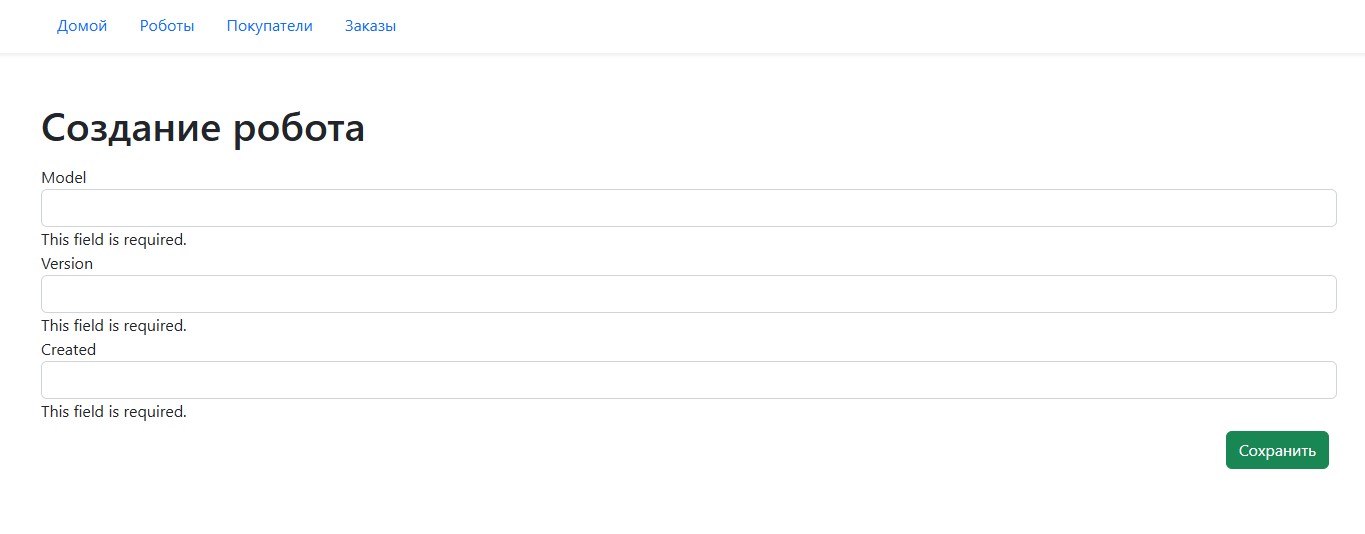 Домой Роботы Покупатели Заказы
Создание робота
Model
This field is required.
Version
This field is required.
Created
This field is required.
Сохранить